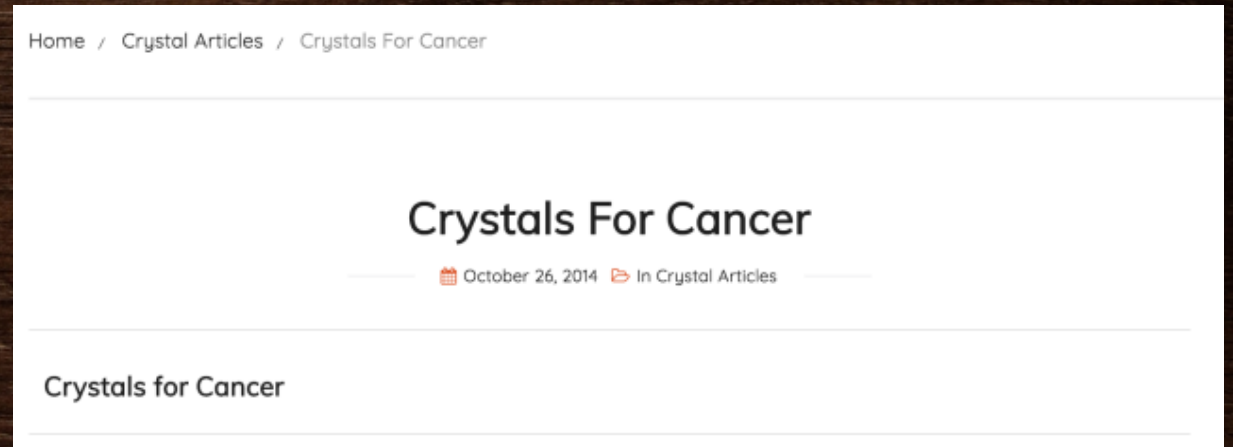 Home / Crystal Articles / Crystals For Cancer
Crystals For Cancer
October 26, 2014 In Crystal Articles
Crystals for Cancer